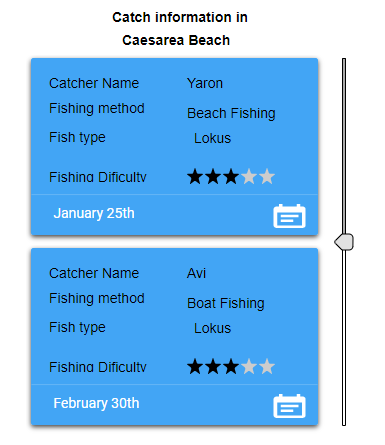 Catch information in
Caesarea Beach
Catcher Name Yaron
Fishing method Beach Fishing
Fish type Lokus
Fishing Dificulty
January 25th
Catcher Name Avi
Fishing method Boat Fishing
Fish type Lokus
Fishing Dificulty
February 30th